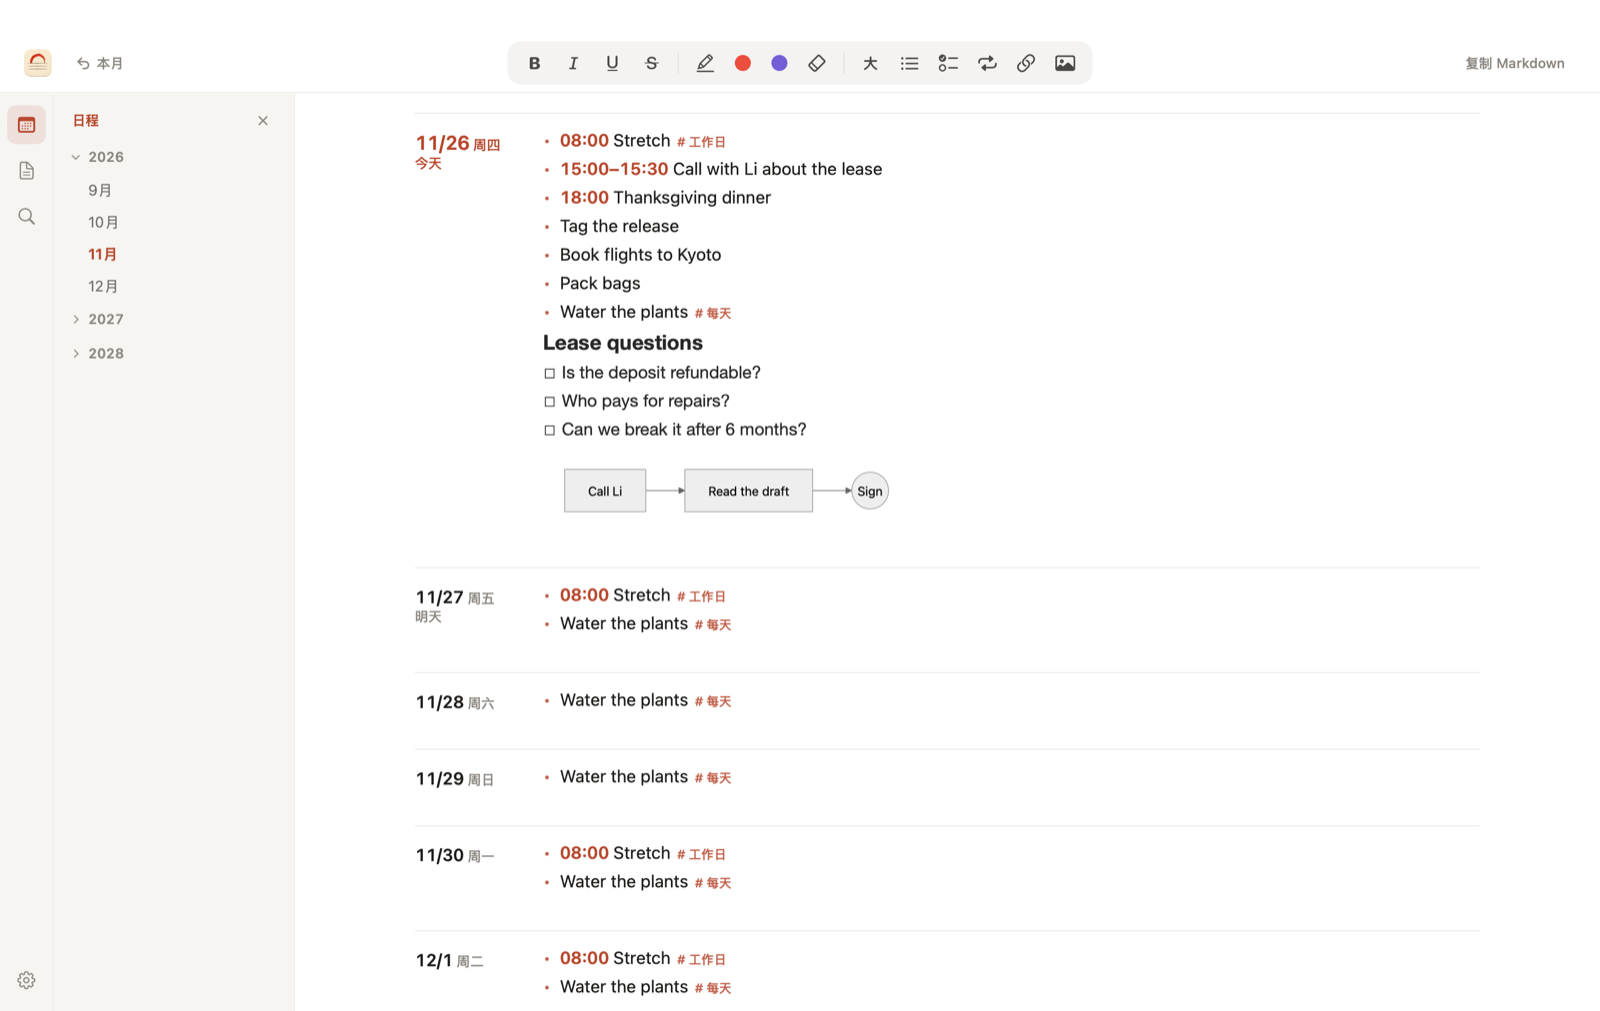 本月
B I U S 大
复制 Markdown
日程
2026
9月
10月
11月
12月
2027
2028
11/26 周四
今天
• 08:00 Stretch # 工作日
• 15:00–15:30 Call with Li about the lease
• 18:00 Thanksgiving dinner
• Tag the release
• Book flights to Kyoto
• Pack bags
• Water the plants # 每天
Lease questions
☐ Is the deposit refundable?
☐ Who pays for repairs?
☐ Can we break it after 6 months?
Call Li
Read the draft
Sign
11/27 周五
明天
• 08:00 Stretch # 工作日
• Water the plants # 每天
11/28 周六
• Water the plants # 每天
11/29 周日
• Water the plants # 每天
11/30 周一
• 08:00 Stretch # 工作日
• Water the plants # 每天
12/1 周二
• 08:00 Stretch # 工作日
• Water the plants # 每天